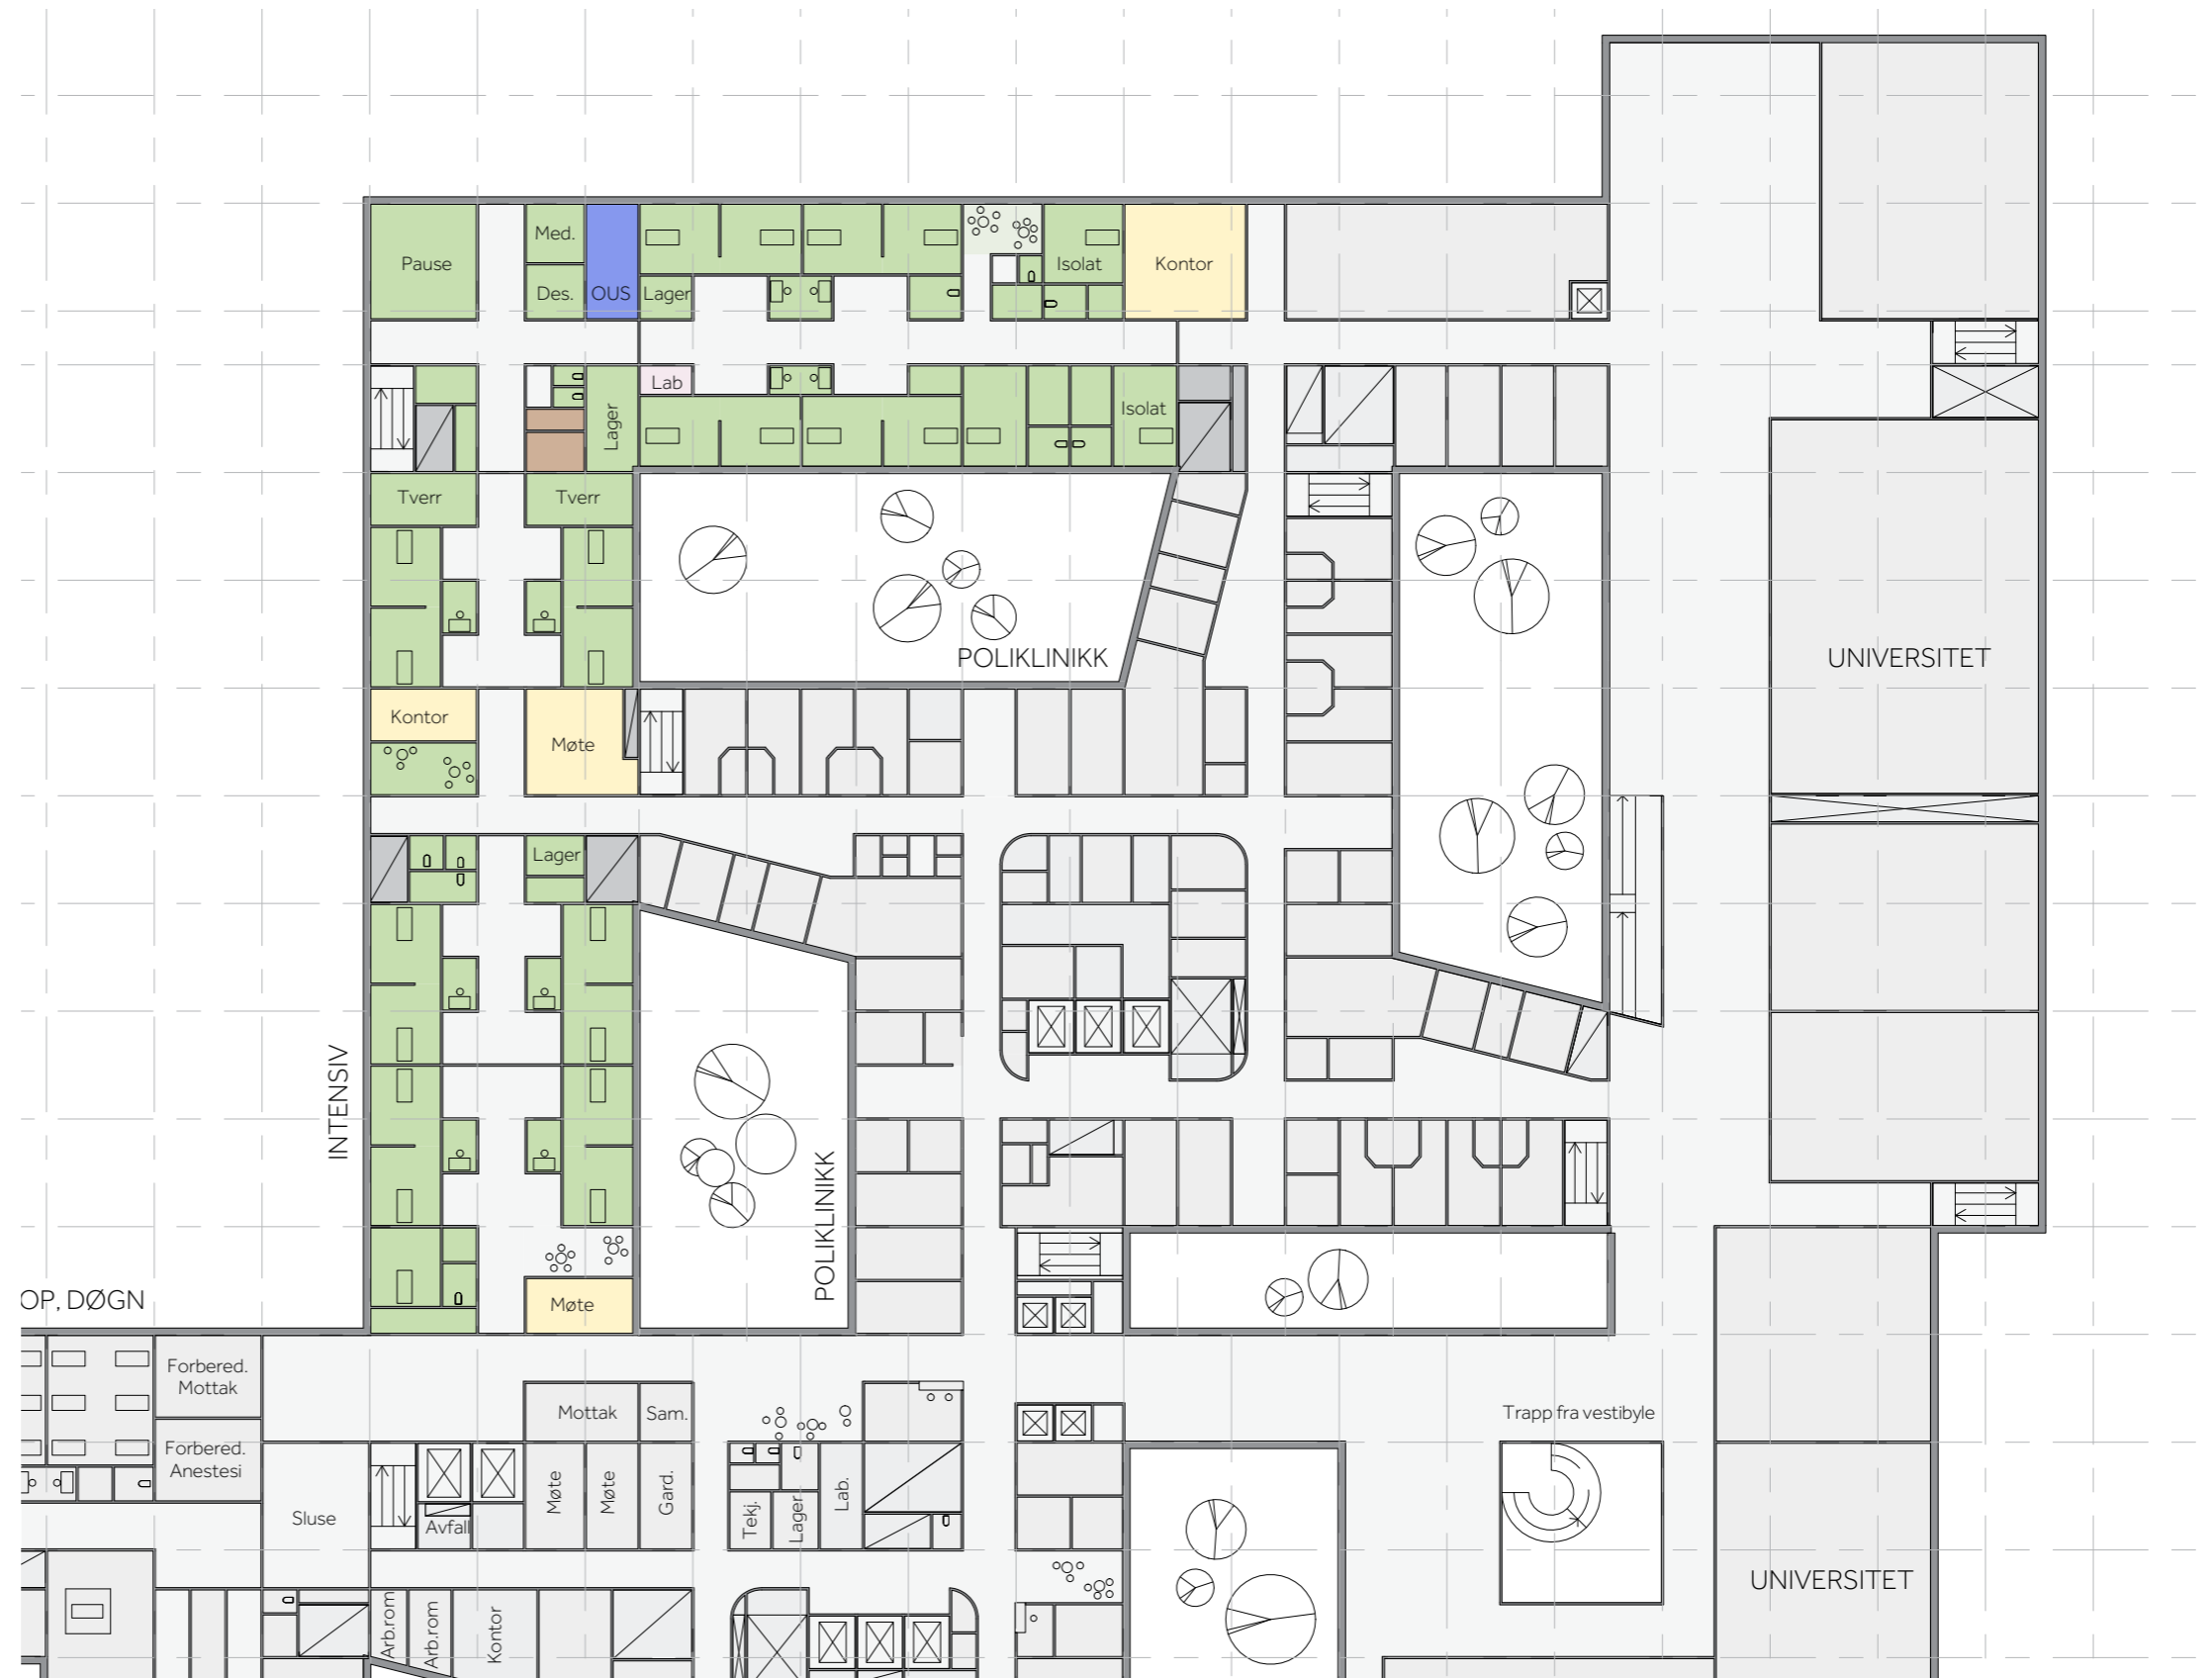 Med.
Pause
Isolat
Kontor
Des.
OUS
Lager
Lab
Isolat
Lager
Tverr
Tverr
POLIKLINIKK
UNIVERSITET
Kontor
Møte
Lager
INTENSIV
POLIKLINIKK
OP, DØGN
Møte
Forbered.
Mottak
Mottak
Sam.
Trapp fra vestibyle
Forbered.
Anestesi
Sluse
Avfall
Møte
Møte
Gard.
Tekj.
Lager
Lab.
UNIVERSITET
Arb.rom
Arb.rom
Kontor